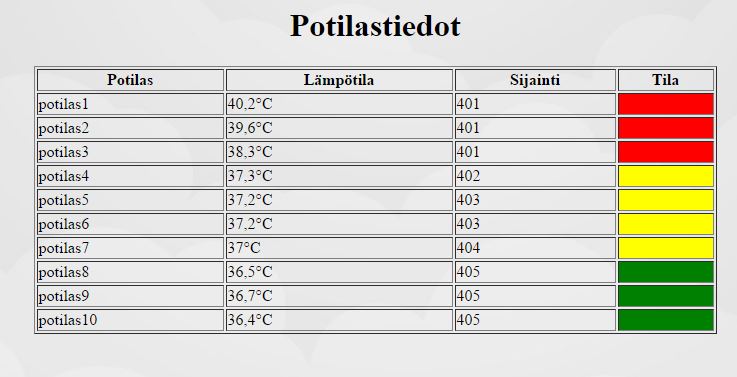 Potilastiedot
Potilas Lämpötila Sijainti Tila
potilas1 40,2°C 401
potilas2 39,6°C 401
potilas3 38,3°C 401
potilas4 37,3°C 402
potilas5 37,2°C 403
potilas6 37,2°C 403
potilas7 37°C 404
potilas8 36,5°C 405
potilas9 36,7°C 405
potilas10 36,4°C 405